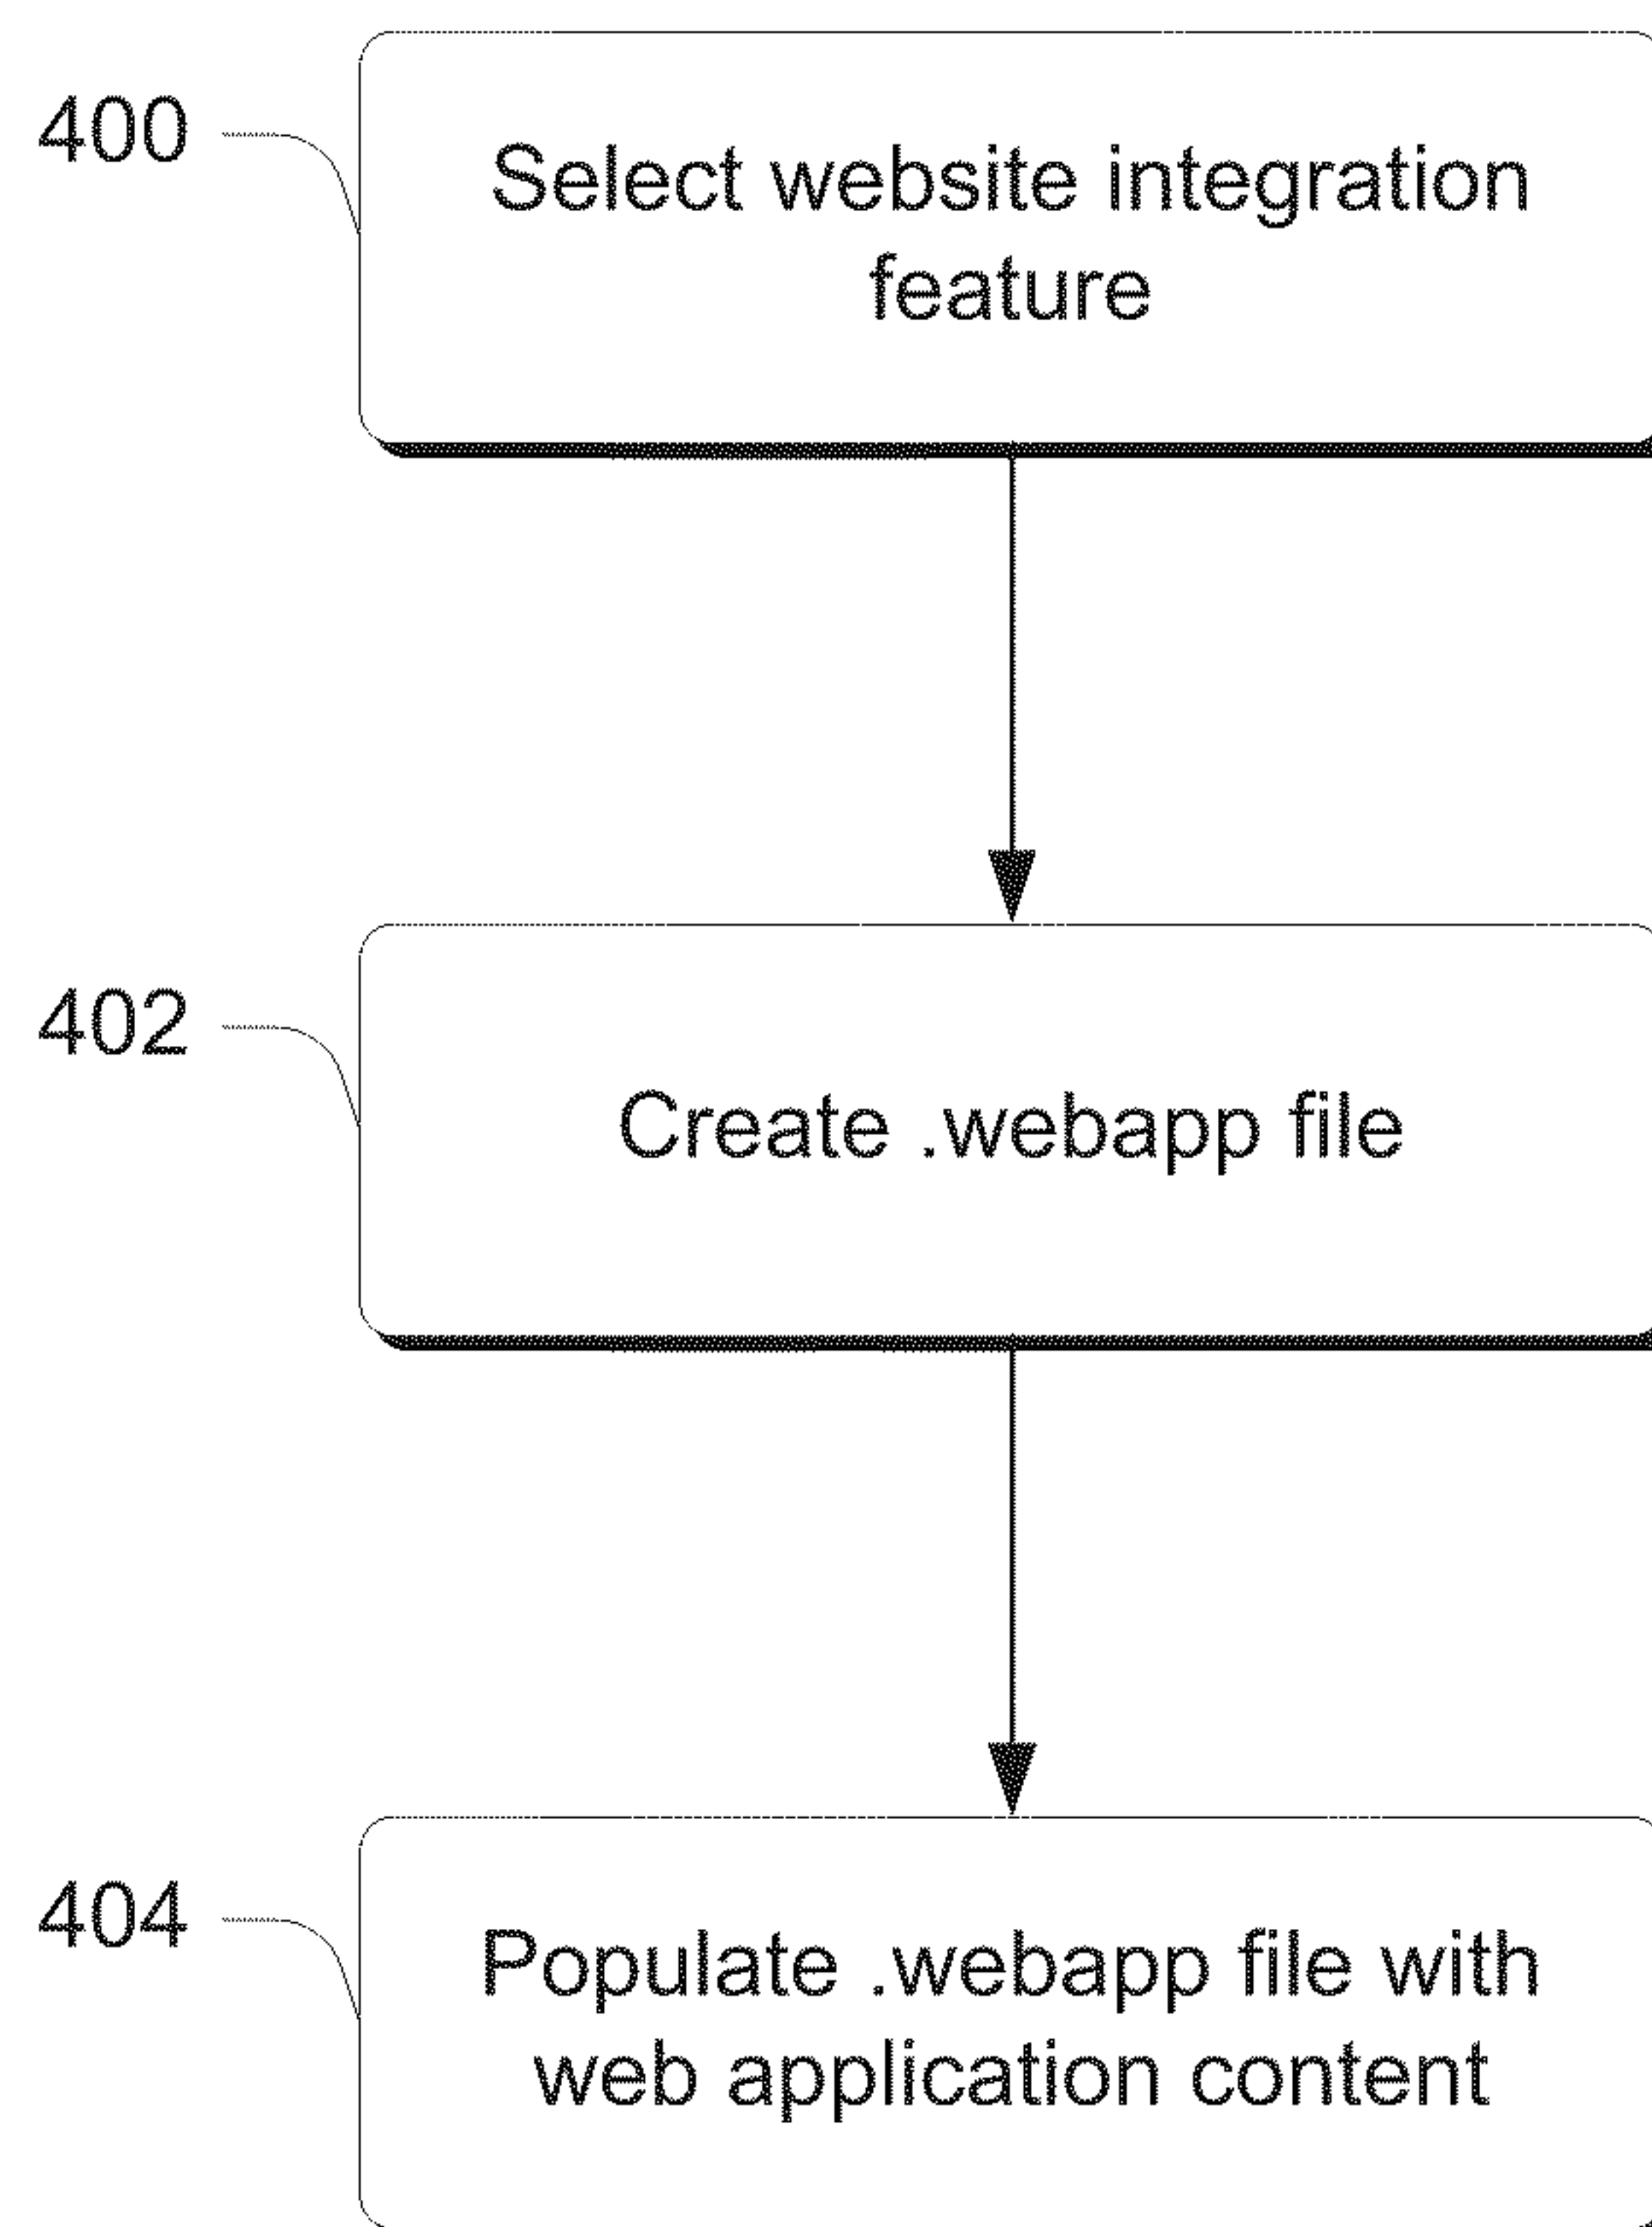 400
Select website integration
feature
402
Create .webapp file
404
Populate .webapp file with
web application content